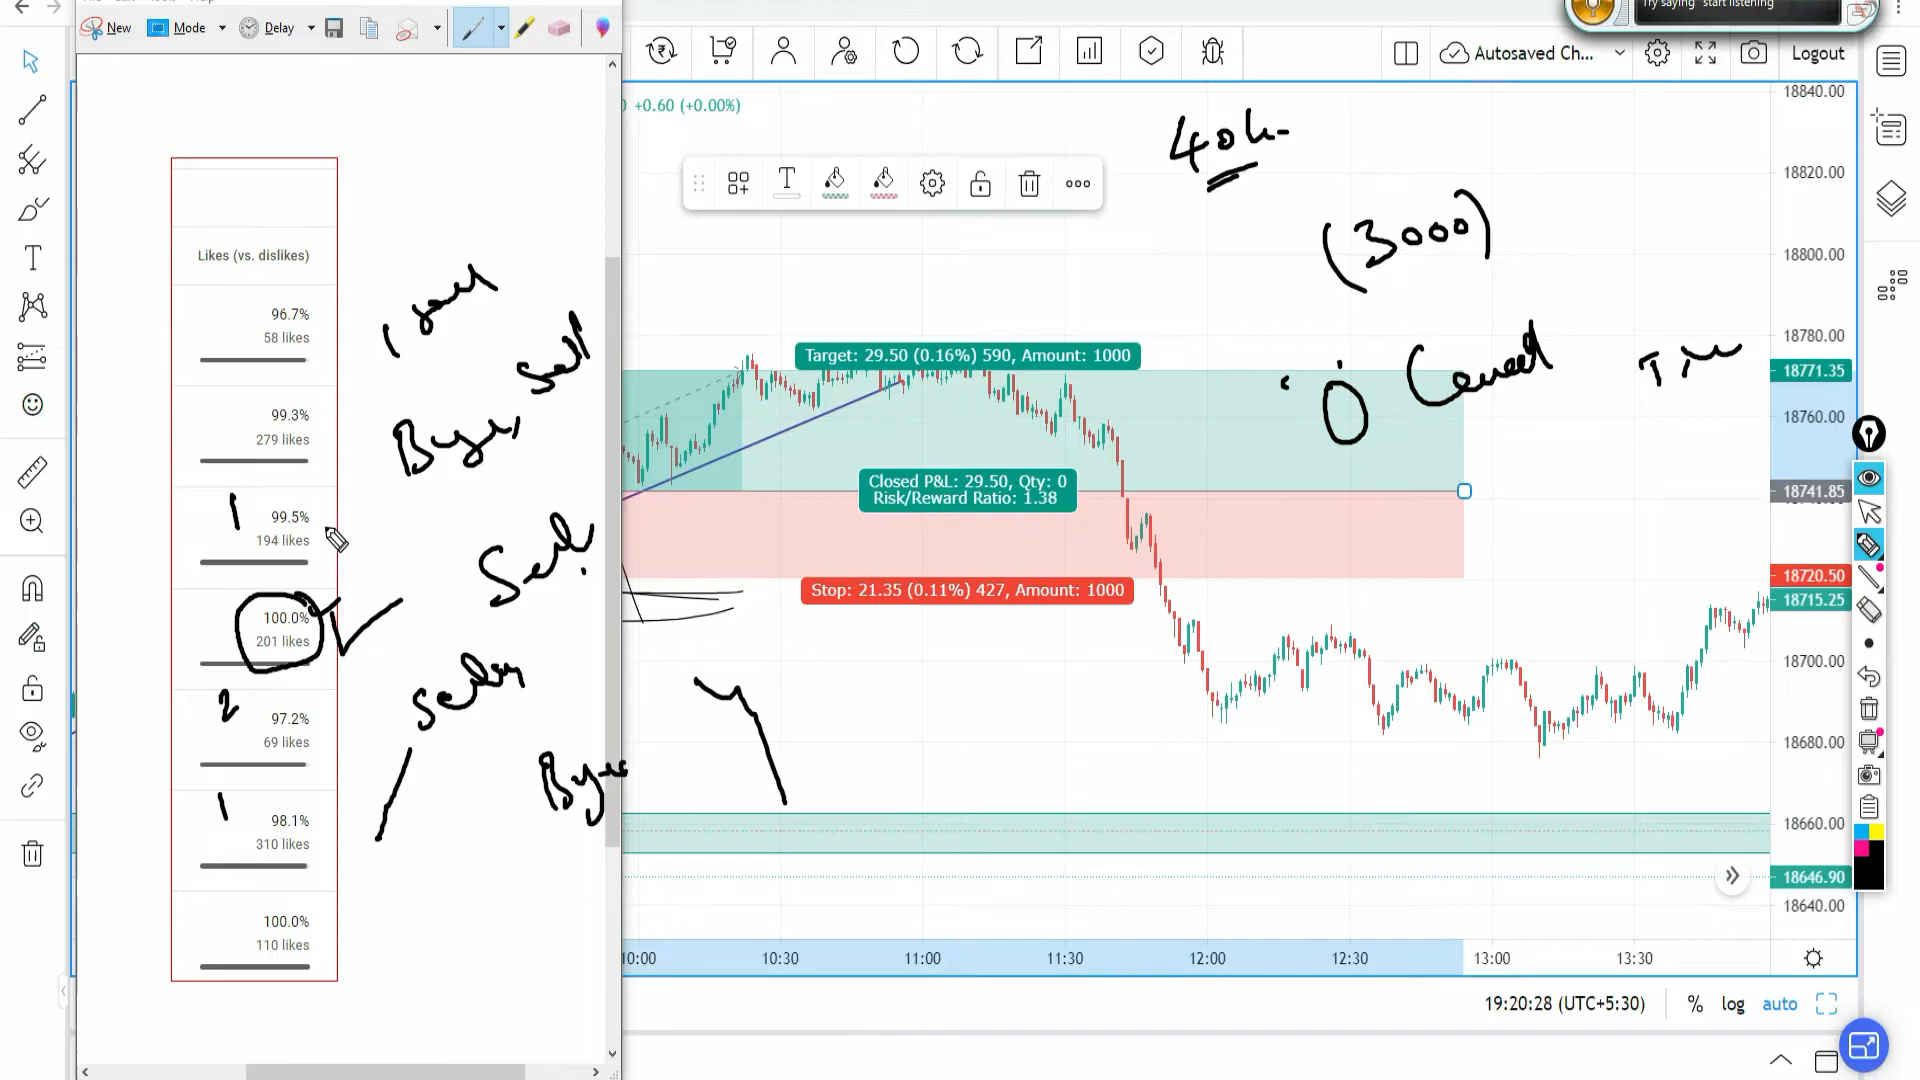 Try saying "start listening"
New
Mode
Delay
Autosaved Ch...
Logout
+0.60 (+0.00%)
Likes (vs. dislikes)
96.7%
58 likes
99.3%
279 likes
1
99.5%
194 likes
100.0%
201 likes
2
97.2%
69 likes
1
98.1%
310 likes
100.0%
110 likes
Sell
(3000)
Target: 29.50 (0.16%) 590, Amount: 1000
Closed P&L: 29.50, Qty: 0
Risk/Reward Ratio: 1.38
Stop: 21.35 (0.11%) 427, Amount: 1000
18840.00
18820.00
18800.00
18780.00
18771.35
18760.00
18741.85
18720.50
18715.25
18700.00
18680.00
18660.00
18646.90
18640.00
10:00
10:30
11:00
11:30
12:00
12:30
13:00
13:30
19:20:28 (UTC+5:30)
%
log
auto